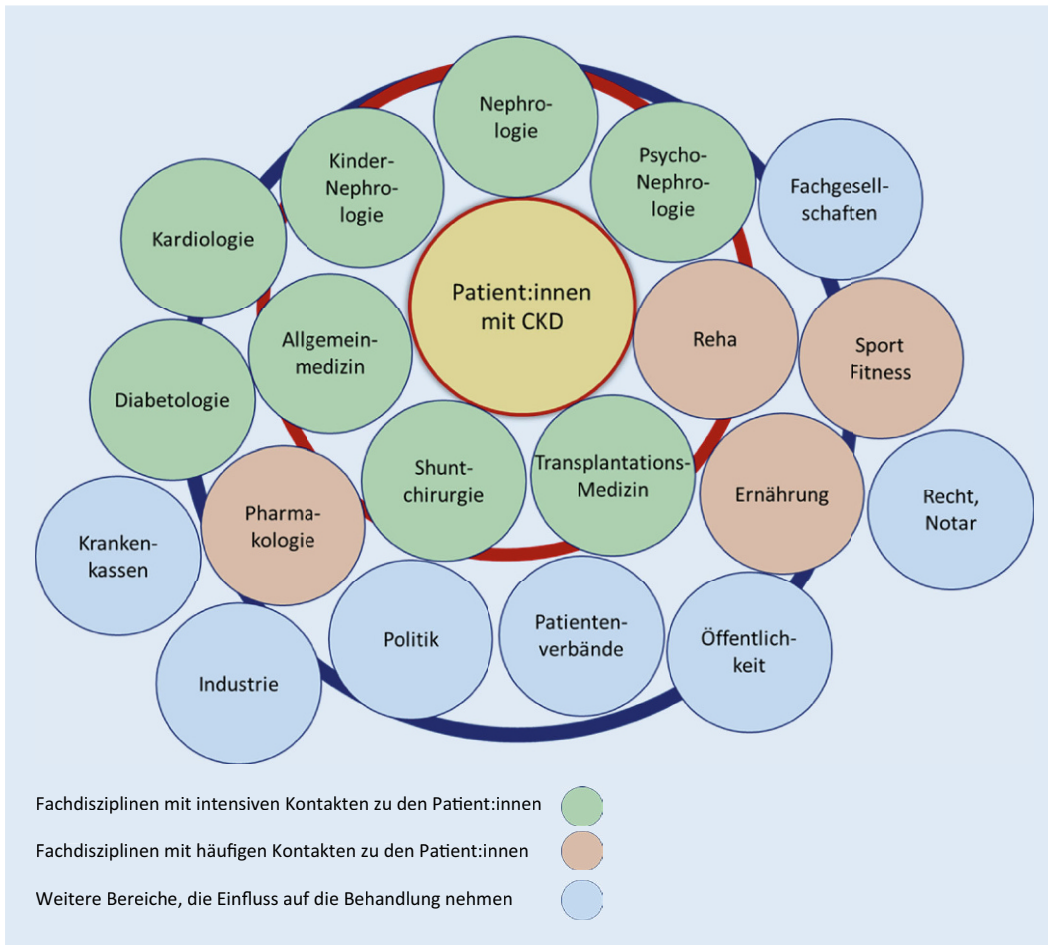 Nephro-
logie
Kinder-
Nephro-
logie
Psycho-
Nephro-
logie
Fachgesell-
schaften
Kardiologie
Patient:innen
mit CKD
Allgemein-
medizin
Reha
Sport
Fitness
Diabetologie
Shunt-
chirurgie
Transplantations-
Medizin
Ernährung
Recht,
Notar
Pharma-
kologie
Kranken-
kassen
Politik
Patienten-
verbände
Öffentlich-
keit
Industrie
Fachdisziplinen mit intensiven Kontakten zu den Patient:innen
Fachdisziplinen mit häufigen Kontakten zu den Patient:innen
Weitere Bereiche, die Einfluss auf die Behandlung nehmen